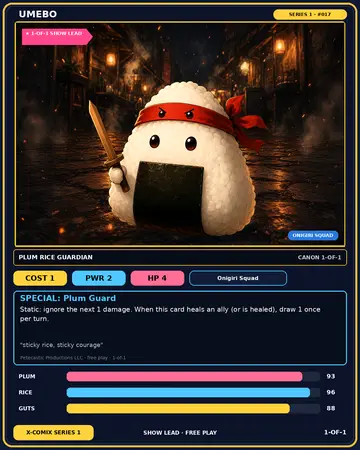 UMEBO
SERIES 1 · #017
★ 1-OF-1 SHOW LEAD
ONIGIRI SQUAD
PLUM RICE GUARDIAN
CANON 1-OF-1
COST 1
PWR 2
HP 4
Onigiri Squad
SPECIAL: Plum Guard
Static: ignore the next 1 damage. When this card heals an ally (or is healed), draw 1 once
per turn.
"sticky rice, sticky courage"
Petecastic Productions LLC · free play · 1-of-1
PLUM
93
RICE
96
GUTS
88
X-COMIX SERIES 1
SHOW LEAD · FREE PLAY
1-OF-1